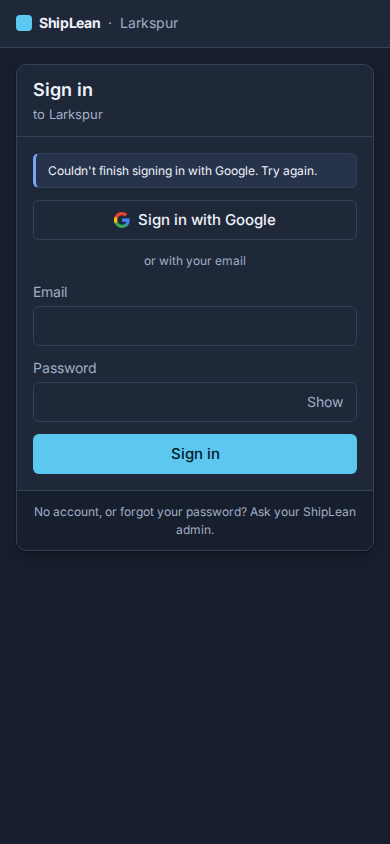 ShipLean · Larkspur
Sign in
to Larkspur
Couldn't finish signing in with Google. Try again.
Sign in with Google
or with your email
Email
Password
Show
Sign in
No account, or forgot your password? Ask your ShipLean
admin.